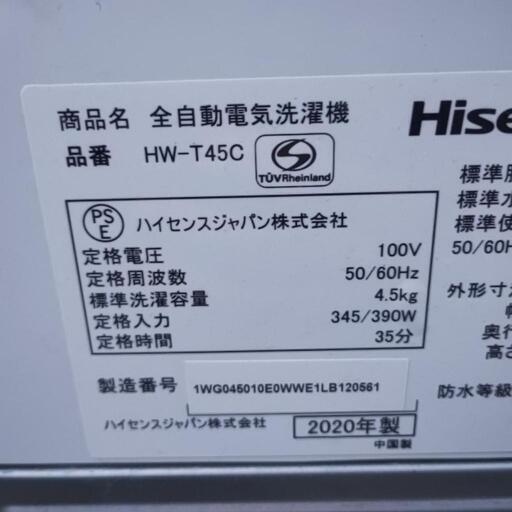 商品名 全自動電気洗濯機
品番 HW-T45C
TÜVRheinland
PS
E
ハイセンスジャパン株式会社
定格電圧 100V
定格周波数 50/60Hz
標準洗濯容量 4.5kg
定格入力 345/390W
定格時間 35分
製造番号 1WG045010E0WWE1LB120561
ハイセンスジャパン株式会社 2020年製
中国製
Hise
標準
標準水
標準使
50/60H
外形寸
奥行
高さ
防水等級